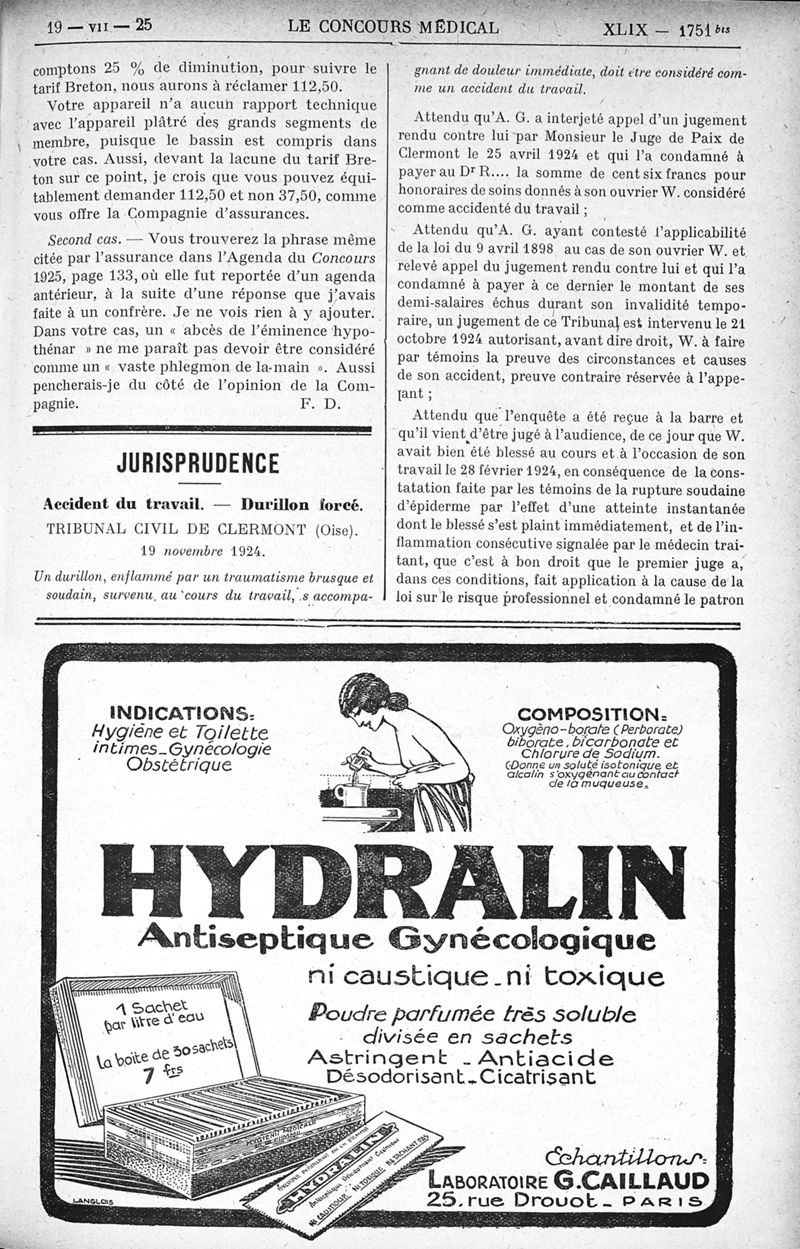 19 — VII — 25
LE CONCOURS MÉDICAL
XLIX — 1751 bis
comptons 25 % de diminution, pour suivre le
tarif Breton, nous aurons à réclamer 112,50.
Votre appareil n'a aucun rapport technique
avec l'appareil plâtré des grands segments de
membre, puisque le bassin est compris dans
votre cas. Aussi, devant la lacune du tarif Bre-
ton sur ce point, je crois que vous pouvez équi-
tablement demander 112,50 et non 37,50, comme
vous offre la Compagnie d'assurances.
Second cas. — Vous trouverez la phrase même
citée par l'assurance dans l'Agenda du Concours
1925, page 133, où elle fut reportée d'un agenda
antérieur, à la suite d'une réponse que j'avais
faite à un confrère. Je ne vois rien à y ajouter.
Dans votre cas, un « abcès de l'éminence hypo-
thénar » ne me paraît pas devoir être considéré
comme un « vaste phlegmon de la main ». Aussi
pencherais-je du côté de l'opinion de la Com-
pagnie. F. D.
JURISPRUDENCE
Accident du travail. — Durillon forcé.
TRIBUNAL CIVIL DE CLERMONT (Oise).
19 novembre 1924.
Un durillon, enflammé par un traumatisme brusque et
soudain, survenu, au cours du travail, s accompa-
gnant de douleur immédiate, doit être considéré com-
me un accident du travail.
Attendu qu'A. G. a interjeté appel d'un jugement
rendu contre lui par Monsieur le Juge de Paix de
Clermont le 25 avril 1924 et qui l'a condamné à
payer au Dr R.... la somme de cent six francs pour
honoraires de soins donnés à son ouvrier W. considéré
comme accidenté du travail ;
Attendu qu'A. G. ayant contesté l'applicabilité
de la loi du 9 avril 1898 au cas de son ouvrier W. et
relevé appel du jugement rendu contre lui et qui l'a
condamné à payer à ce dernier le montant de ses
demi-salaires échus durant son invalidité tempo-
raire, un jugement de ce Tribunal est intervenu le 21
octobre 1924 autorisant, avant dire droit, W. à faire
par témoins la preuve des circonstances et causes
de son accident, preuve contraire réservée à l'appe-
lant ;
Attendu que l'enquête a été reçue à la barre et
qu'il vient d'être jugé à l'audience, de ce jour que W.
avait bien été blessé au cours et à l'occasion de son
travail le 28 février 1924, en conséquence de la cons-
tatation faite par les témoins de la rupture soudaine
d'épiderme par l'effet d'une atteinte instantanée
dont le blessé s'est plaint immédiatement, et de l'in-
flammation consécutive signalée par le médecin trai-
tant, que c'est à bon droit que le premier juge a,
dans ces conditions, fait application à la cause de la
loi sur le risque professionnel et condamné le patron
INDICATIONS:
Hygiène et Toilette
intimes_Gynécologie
Obstétrique
COMPOSITION:
Oxygéno-borate (Perborate)
biborate, bicarbonate et
Chlorure de Sodium.
(Donne un soluté isotonique et
alcalin s'oxygénant au contact
de la muqueuse.
HYDRALIN
Antiseptique Gynécologique
ni caustique_ni toxique
Poudre parfumée très soluble
divisée en sachets
Astringent _ Antiacide
Désodorisant_Cicatrisant
1 Sachet
par litre d'eau
La boîte de 30 sachets
7 frs
HYDRALIN
Echantillons:
LABORATOIRE G. CAILLAUD
25, rue Drouot _ PARIS
LANGLOIS